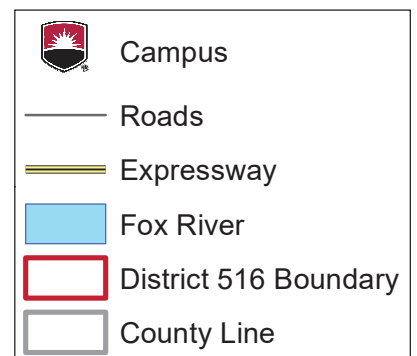 Campus
Roads
Expressway
Fox River
District 516 Boundary
County Line